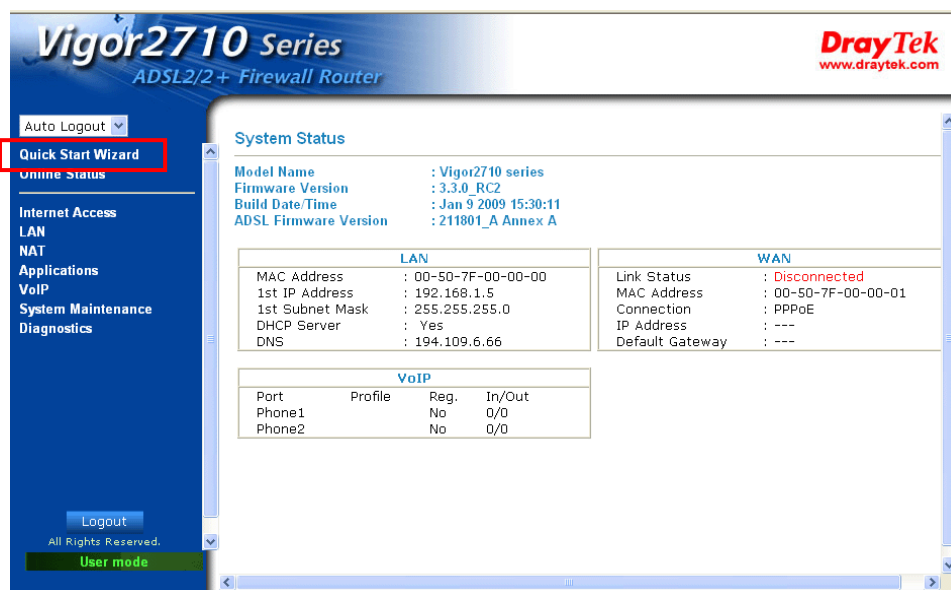 Vigor2710 Series
ADSL2/2+ Firewall Router
DrayTek
www.draytek.com
Auto Logout
Quick Start Wizard
Online Status
Internet Access
LAN
NAT
Applications
VoIP
System Maintenance
Diagnostics
Logout
All Rights Reserved.
User mode
System Status
Model Name : Vigor2710 series
Firmware Version : 3.3.0_RC2
Build Date/Time : Jan 9 2009 15:30:11
ADSL Firmware Version : 211801_A Annex A
LAN
MAC Address : 00-50-7F-00-00-00
1st IP Address : 192.168.1.5
1st Subnet Mask : 255.255.255.0
DHCP Server : Yes
DNS : 194.109.6.66
WAN
Link Status : Disconnected
MAC Address : 00-50-7F-00-00-01
Connection : PPPoE
IP Address : ---
Default Gateway : ---
VoIP
Port Profile Reg. In/Out
Phone1 No 0/0
Phone2 No 0/0